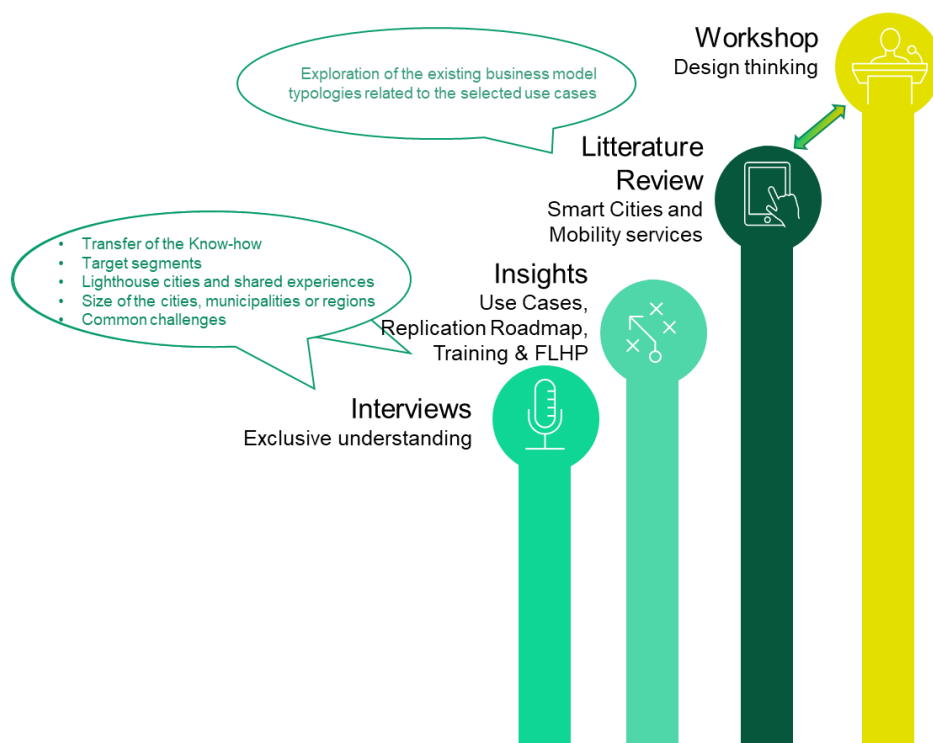 Workshop
Design thinking
Exploration of the existing business model
typologies related to the selected use cases
Litterature
Review
Smart Cities and
Mobility services
• Transfer of the Know-how
• Target segments
• Lighthouse cities and shared experiences
• Size of the cities, municipalities or regions
• Common challenges
Insights
Use Cases,
Replication Roadmap,
Training & FLHP
Interviews
Exclusive understanding